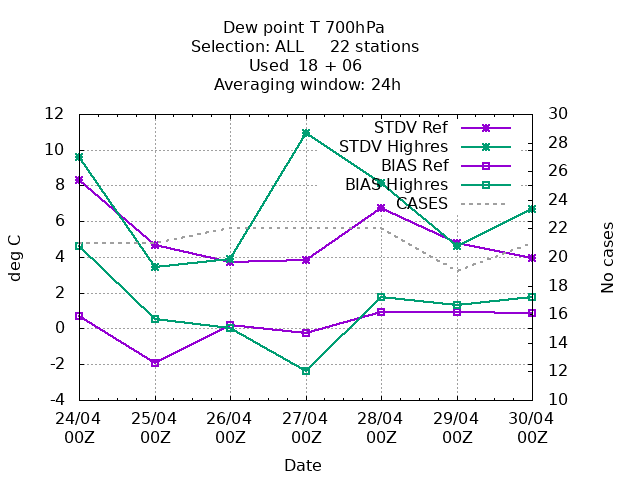 Dew point T 700hPa
Selection: ALL     22 stations
Used  18 + 06
Averaging window: 24h
12
10
8
6
4
2
0
-2
-4
deg C
30
28
26
24
22
20
18
16
14
12
10
No cases
STDV Ref
STDV Highres
BIAS Ref
BIAS Highres
CASES
24/04 25/04 26/04 27/04 28/04 29/04 30/04
00Z 00Z 00Z 00Z 00Z 00Z 00Z
Date